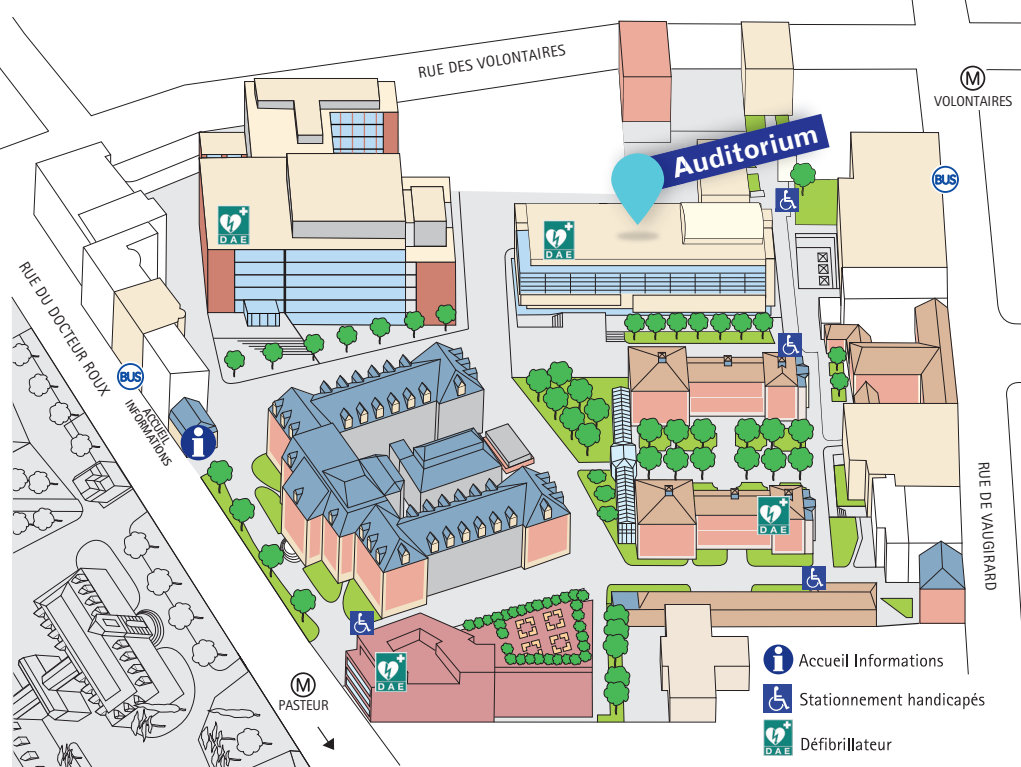 RUE DES VOLONTAIRES
M
VOLONTAIRES
Auditorium
BUS
DAE
DAE
RUE DU DOCTEUR ROUX
BUS
ACCUEIL
INFORMATIONS
i
RUE DE VAUGIRARD
DAE
DAE
M
PASTEUR
i Accueil Informations
Stationnement handicapés
DAE Défibrillateur